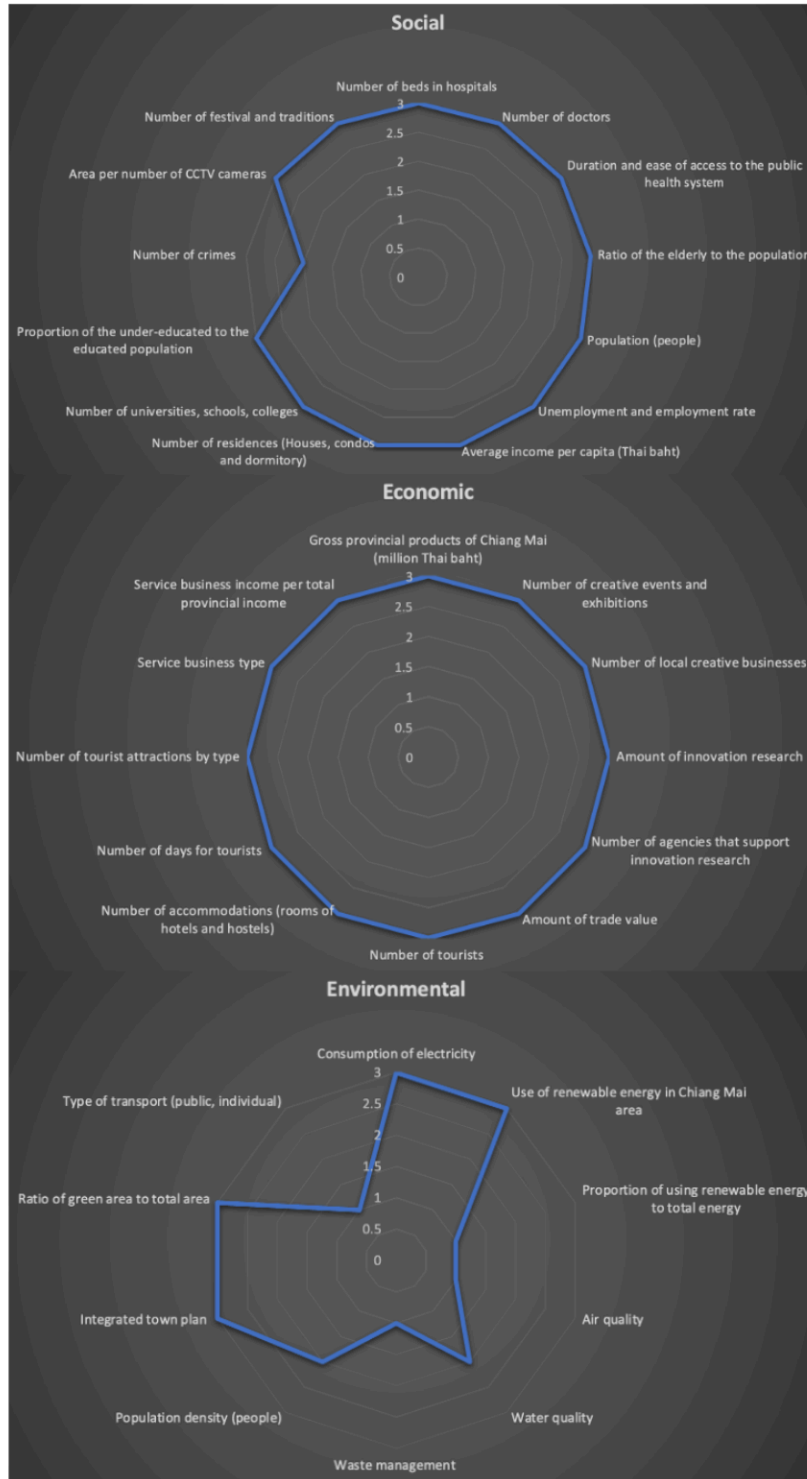 Social
Number of beds in hospitals
Number of festival and traditions
Number of doctors
Area per number of CCTV cameras
Duration and ease of access to the public
health system
Number of crimes
Ratio of the elderly to the population
Proportion of the under-educated to the
educated population
Population (people)
Number of universities, schools, colleges
Unemployment and employment rate
Number of residences (Houses, condos
and dormitory)
Average income per capita (Thai baht)
3
2.5
2
1.5
1
0.5
0
Economic
Gross provincial products of Chiang Mai
(million Thai baht)
Service business income per total
provincial income
Number of creative events and
exhibitions
Service business type
Number of local creative businesses
Number of tourist attractions by type
Amount of innovation research
Number of days for tourists
Number of agencies that support
innovation research
Number of accommodations (rooms of
hotels and hostels)
Amount of trade value
Number of tourists
3
2.5
2
1.5
1
0.5
0
Environmental
Consumption of electricity
Type of transport (public, individual)
Use of renewable energy in Chiang Mai
area
Ratio of green area to total area
Proportion of using renewable energy
to total energy
Integrated town plan
Air quality
Population density (people)
Water quality
Waste management
3
2.5
2
1.5
1
0.5
0